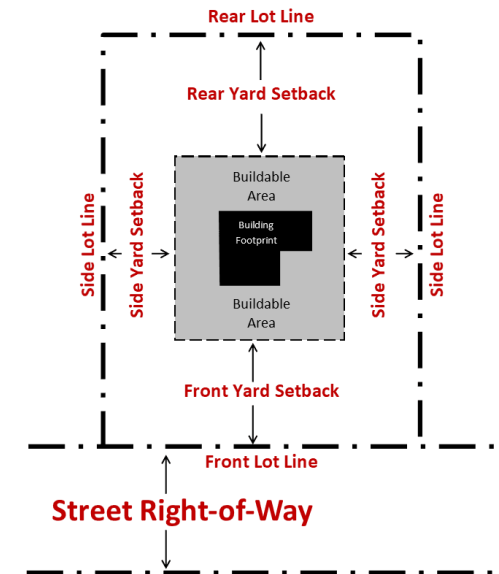 Rear Lot Line
Rear Yard Setback
Buildable
Area
Building
Footprint
Side Lot Line
Side Yard Setback
Side Yard Setback
Side Lot Line
Buildable
Area
Front Yard Setback
Front Lot Line
Street Right-of-Way